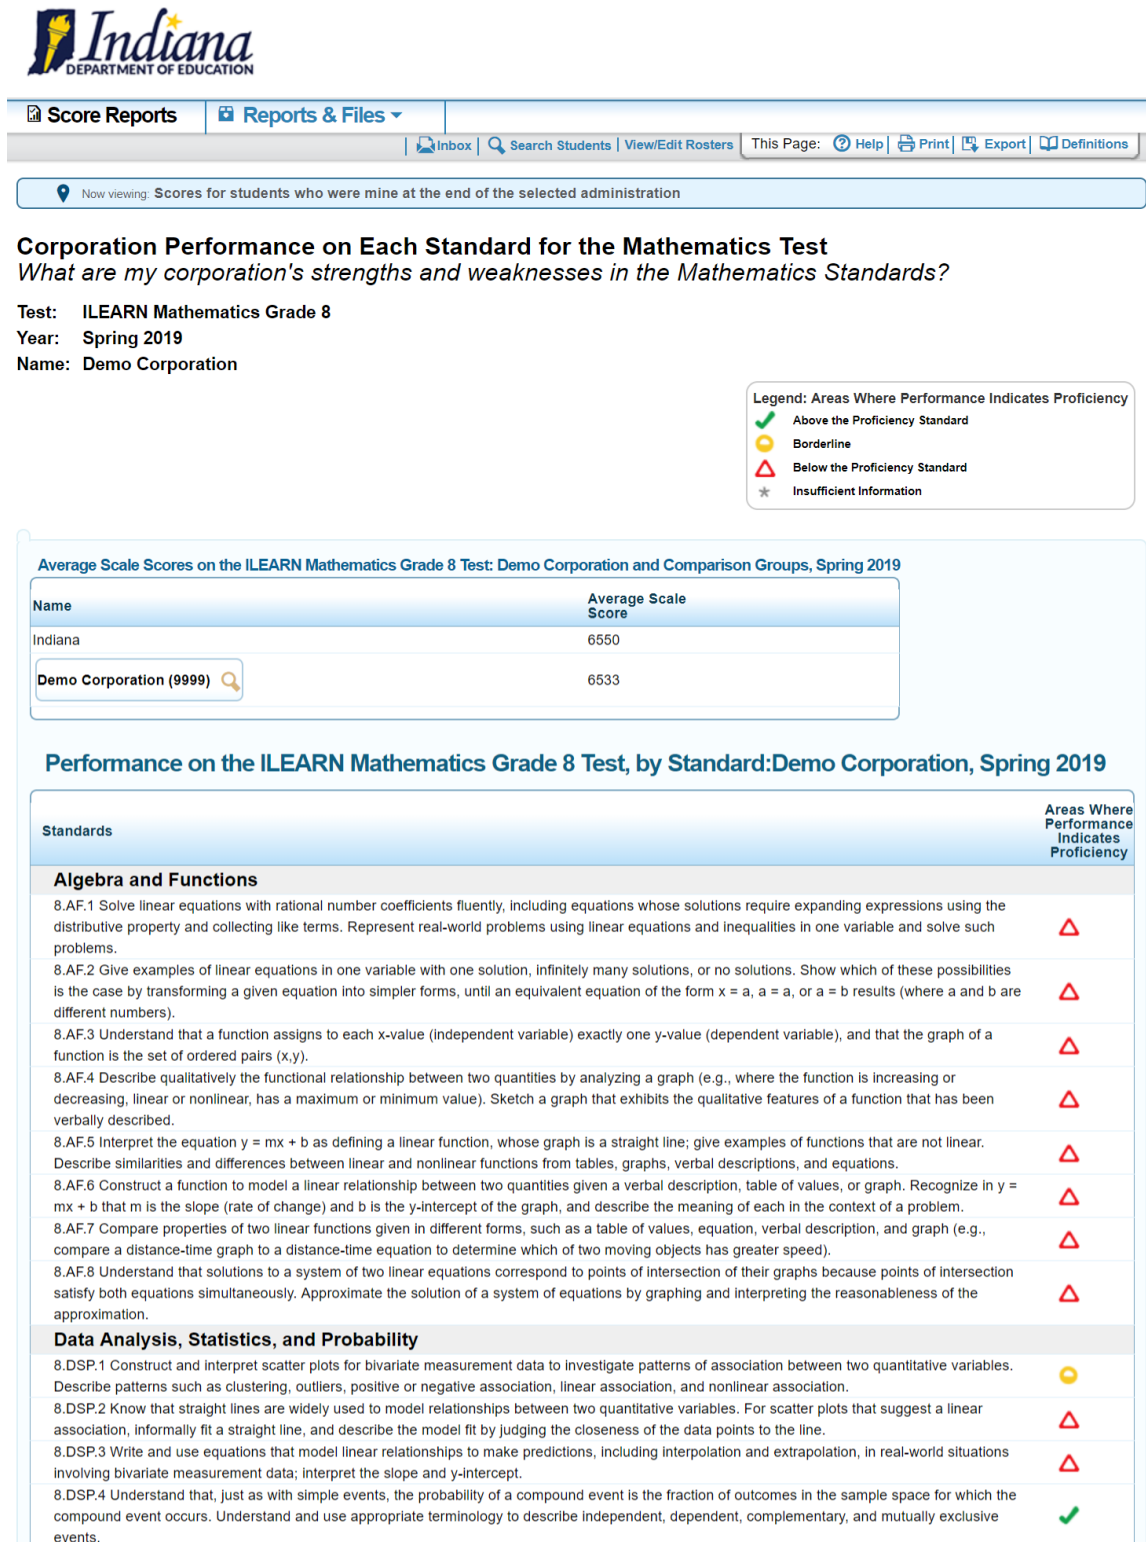 Indiana
DEPARTMENT OF EDUCATION
Score Reports
Reports & Files
Inbox | Search Students | View/Edit Rosters
This Page: Help | Print | Export | Definitions
Now viewing: Scores for students who were mine at the end of the selected administration
Corporation Performance on Each Standard for the Mathematics Test
What are my corporation's strengths and weaknesses in the Mathematics Standards?
Test: ILEARN Mathematics Grade 8
Year: Spring 2019
Name: Demo Corporation
Legend: Areas Where Performance Indicates Proficiency
Above the Proficiency Standard
Borderline
Below the Proficiency Standard
* Insufficient Information
Average Scale Scores on the ILEARN Mathematics Grade 8 Test: Demo Corporation and Comparison Groups, Spring 2019
Name
Average Scale
Score
Indiana 6550
Demo Corporation (9999) 6533
Performance on the ILEARN Mathematics Grade 8 Test, by Standard:Demo Corporation, Spring 2019
Standards
Areas Where
Performance
Indicates
Proficiency
Algebra and Functions
8.AF.1 Solve linear equations with rational number coefficients fluently, including equations whose solutions require expanding expressions using the
distributive property and collecting like terms. Represent real-world problems using linear equations and inequalities in one variable and solve such
problems.
8.AF.2 Give examples of linear equations in one variable with one solution, infinitely many solutions, or no solutions. Show which of these possibilities
is the case by transforming a given equation into simpler forms, until an equivalent equation of the form x = a, a = a, or a = b results (where a and b are
different numbers).
8.AF.3 Understand that a function assigns to each x-value (independent variable) exactly one y-value (dependent variable), and that the graph of a
function is the set of ordered pairs (x,y).
8.AF.4 Describe qualitatively the functional relationship between two quantities by analyzing a graph (e.g., where the function is increasing or
decreasing, linear or nonlinear, has a maximum or minimum value). Sketch a graph that exhibits the qualitative features of a function that has been
verbally described.
8.AF.5 Interpret the equation y = mx + b as defining a linear function, whose graph is a straight line; give examples of functions that are not linear.
Describe similarities and differences between linear and nonlinear functions from tables, graphs, verbal descriptions, and equations.
8.AF.6 Construct a function to model a linear relationship between two quantities given a verbal description, table of values, or graph. Recognize in y =
mx + b that m is the slope (rate of change) and b is the y-intercept of the graph, and describe the meaning of each in the context of a problem.
8.AF.7 Compare properties of two linear functions given in different forms, such as a table of values, equation, verbal description, and graph (e.g.,
compare a distance-time graph to a distance-time equation to determine which of two moving objects has greater speed).
8.AF.8 Understand that solutions to a system of two linear equations correspond to points of intersection of their graphs because points of intersection
satisfy both equations simultaneously. Approximate the solution of a system of equations by graphing and interpreting the reasonableness of the
approximation.
Data Analysis, Statistics, and Probability
8.DSP.1 Construct and interpret scatter plots for bivariate measurement data to investigate patterns of association between two quantitative variables.
Describe patterns such as clustering, outliers, positive or negative association, linear association, and nonlinear association.
8.DSP.2 Know that straight lines are widely used to model relationships between two quantitative variables. For scatter plots that suggest a linear
association, informally fit a straight line, and describe the model fit by judging the closeness of the data points to the line.
8.DSP.3 Write and use equations that model linear relationships to make predictions, including interpolation and extrapolation, in real-world situations
involving bivariate measurement data; interpret the slope and y-intercept.
8.DSP.4 Understand that, just as with simple events, the probability of a compound event is the fraction of outcomes in the sample space for which the
compound event occurs. Understand and use appropriate terminology to describe independent, dependent, complementary, and mutually exclusive
events.